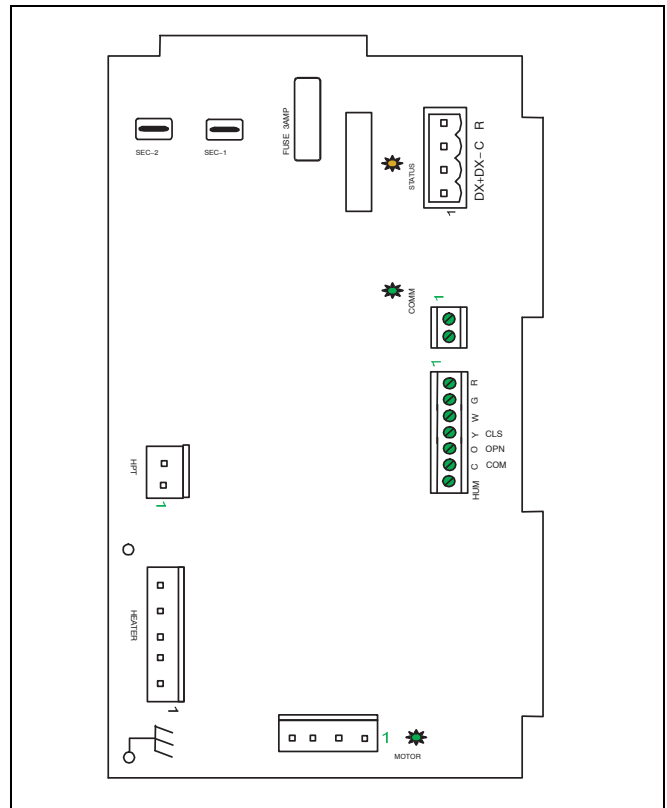 SEC-2
SEC-1
FUSE 3AMP
STATUS
DX+DX- C R
1
COMM
1
1
R
G
W
Y CLS
O OPN
C COM
HUM
HPT
1
HEATER
1
1
MOTOR